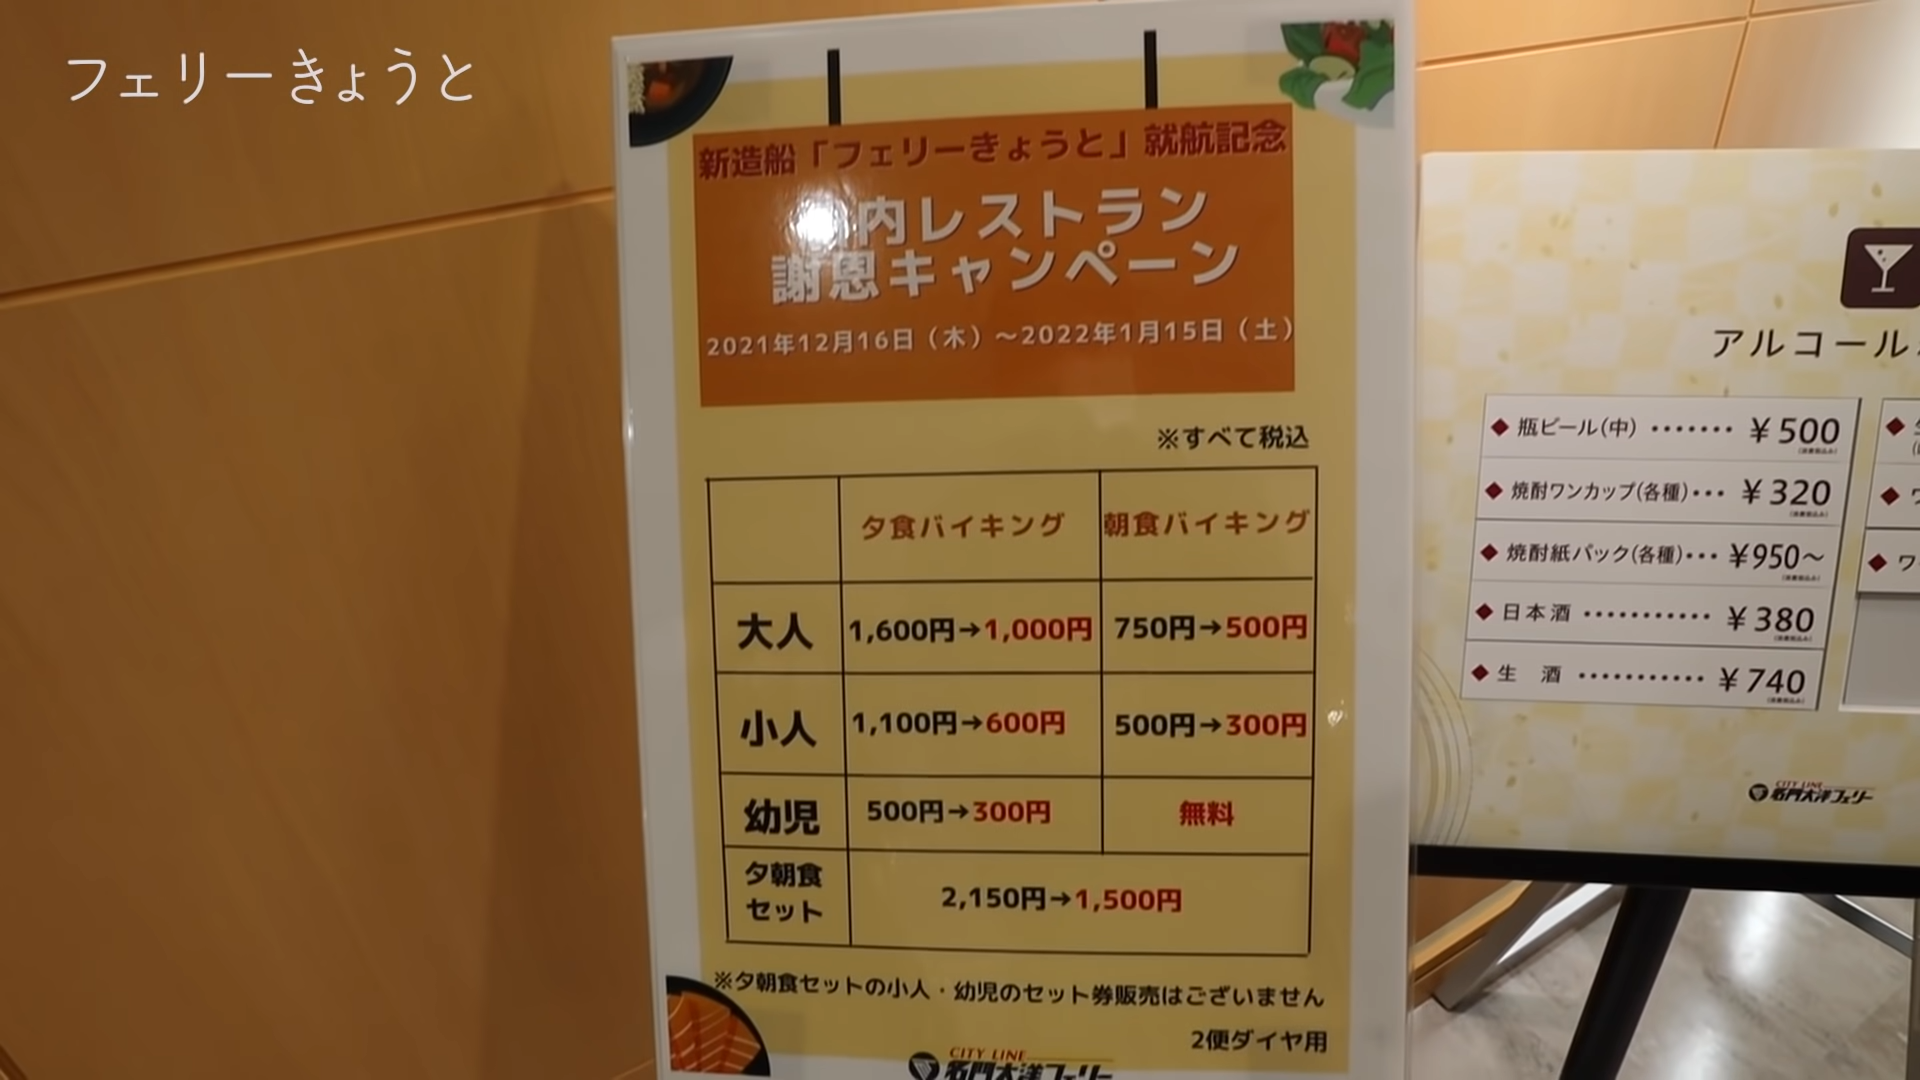 フェリーきょうと
新造船「フェリーきょうと」就航記念
内レストラン
謝恩キャンペーン
2021年12月16日（木）～2022年1月15日（土）
※すべて税込
夕食バイキング 朝食バイキング
大人 1,600円→1,000円 750円→500円
小人 1,100円→600円 500円→300円
幼児 500円→300円 無料
夕朝食
セット 2,150円→1,500円
※夕朝食セットの小人・幼児のセット券販売はございません
2便ダイヤ用
CITY LINE
名門大洋フェリー
アルコール
◆瓶ビール(中) ······· ¥500
◆焼酎ワンカップ(各種)··· ¥320
◆焼酎紙パック(各種)··· ¥950～
◆日本酒 ··········· ¥380
◆生 酒 ··········· ¥740
CITY LINE
名門大洋フェリー